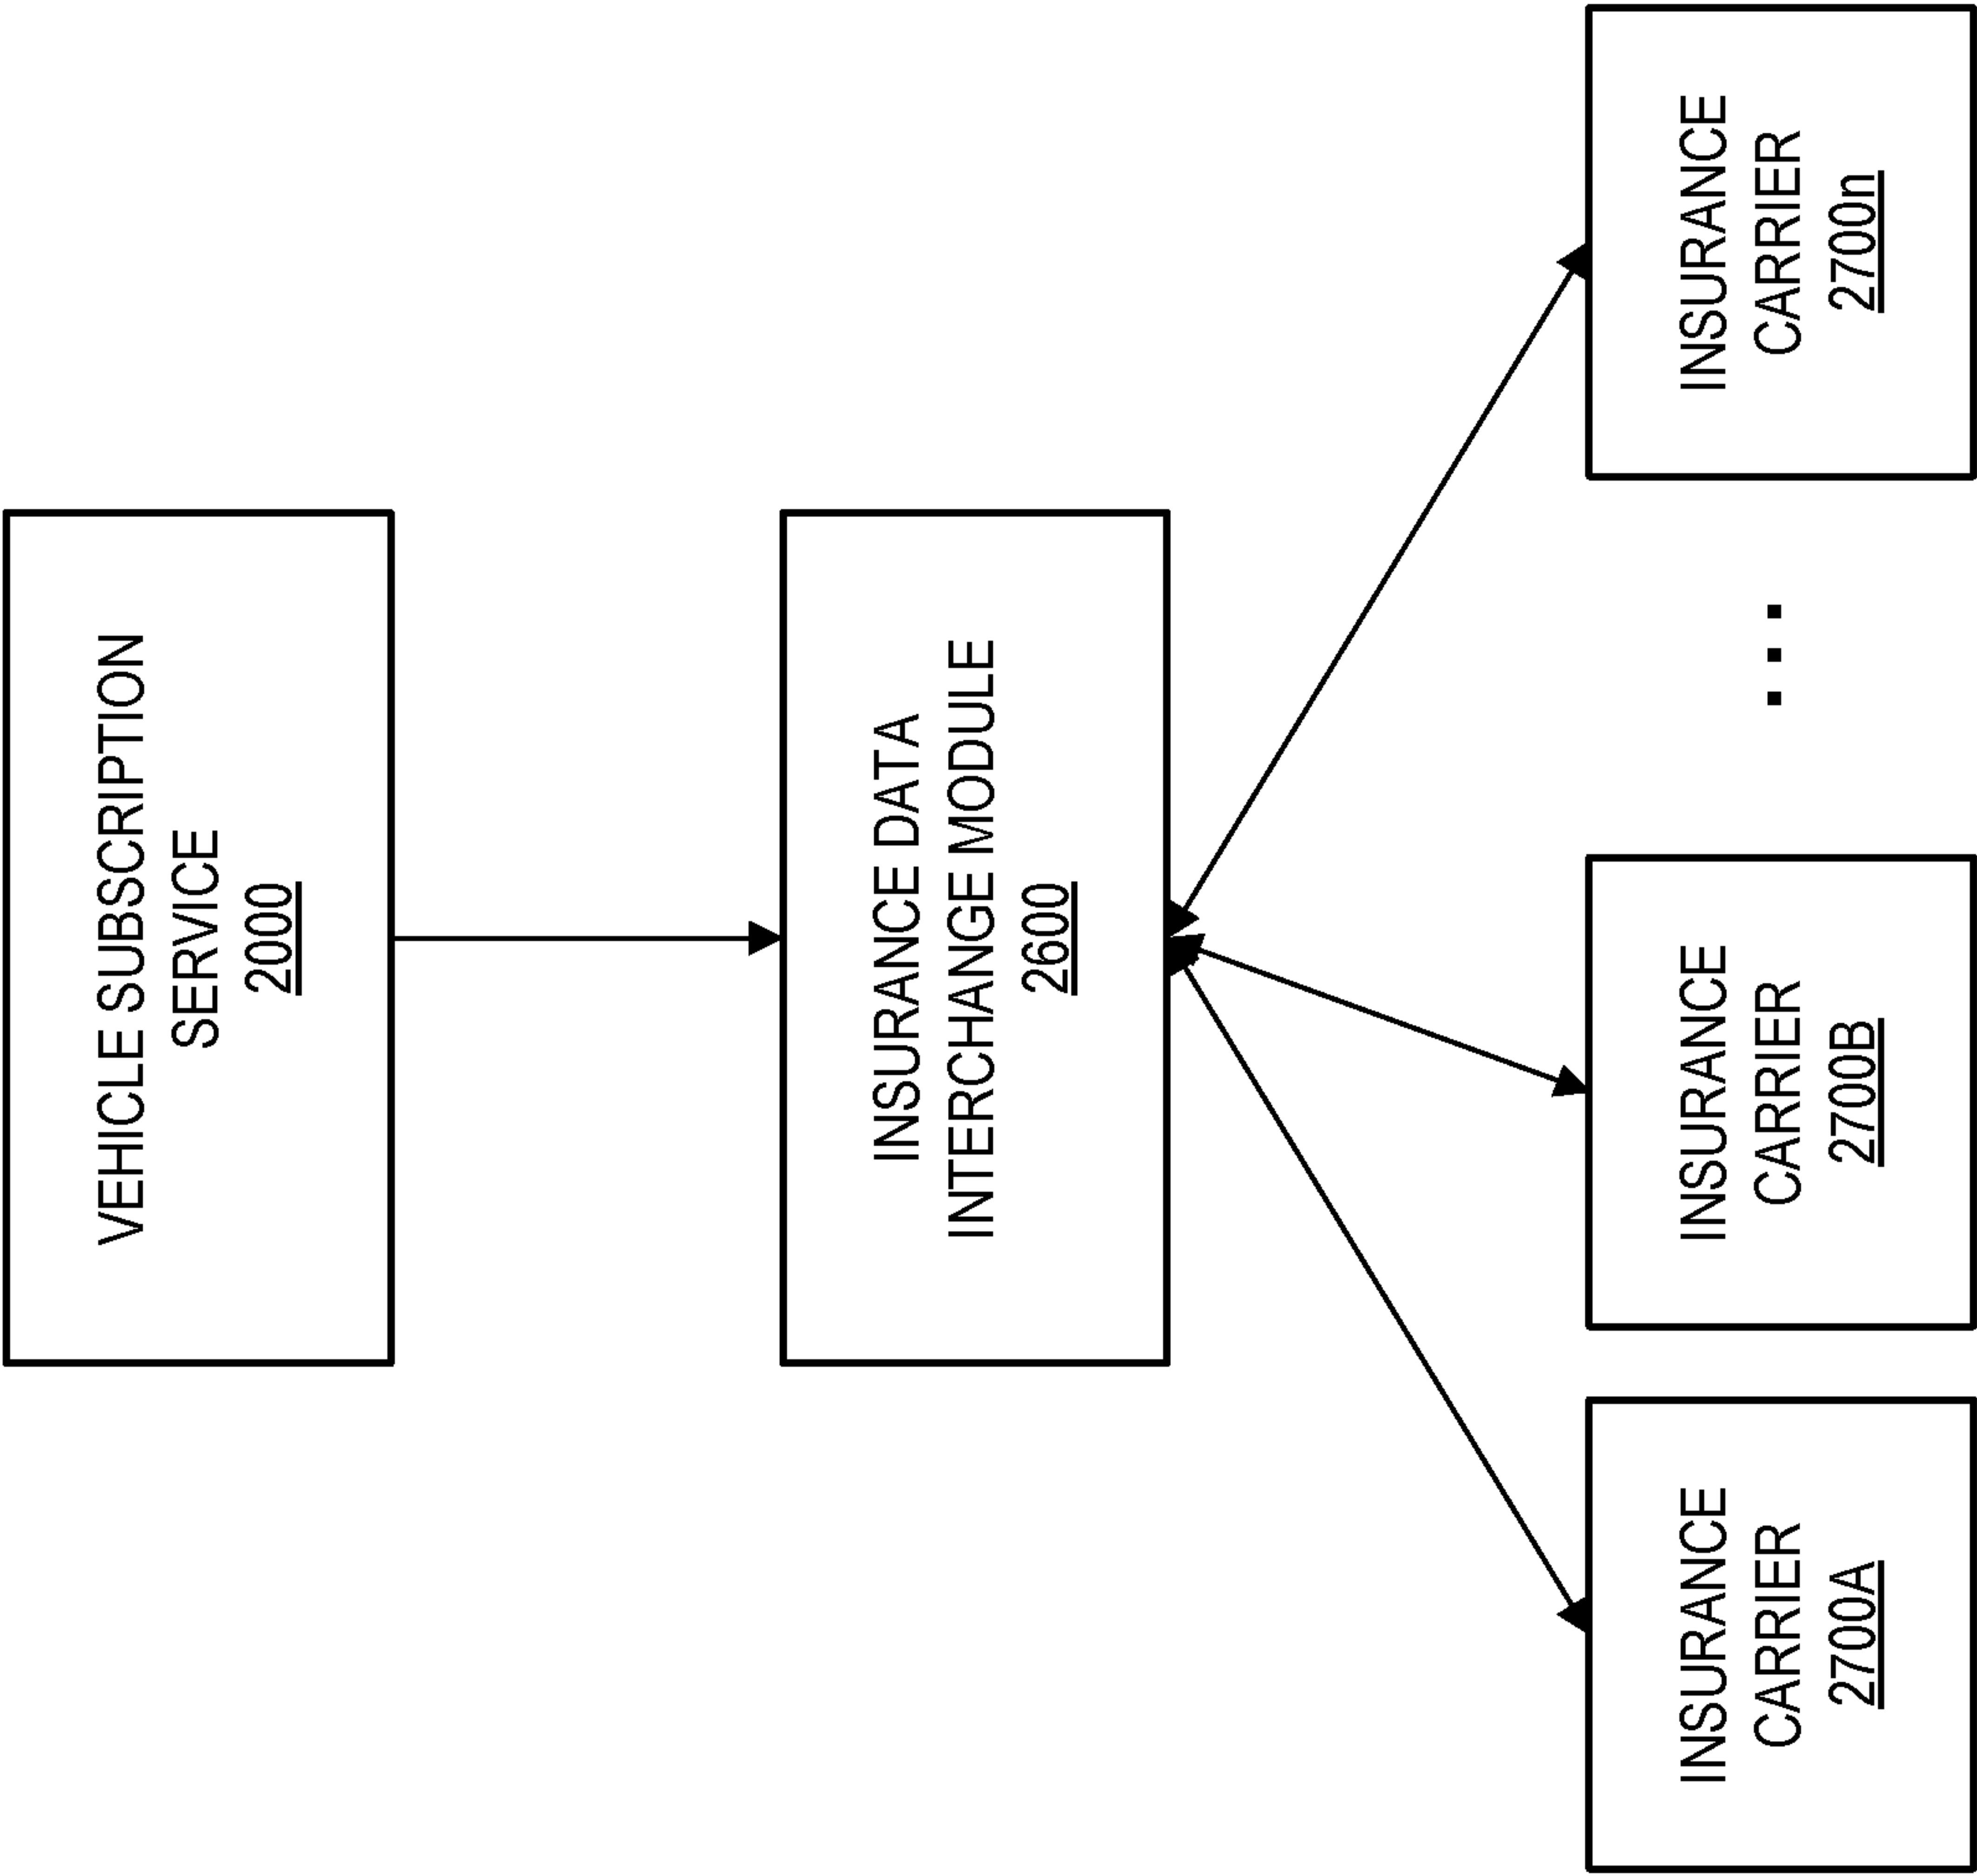 VEHICLE SUBSCRIPTION
SERVICE
2000
INSURANCE DATA
INTERCHANGE MODULE
2600
INSURANCE
CARRIER
2700A
INSURANCE
CARRIER
2700B
...
INSURANCE
CARRIER
2700n